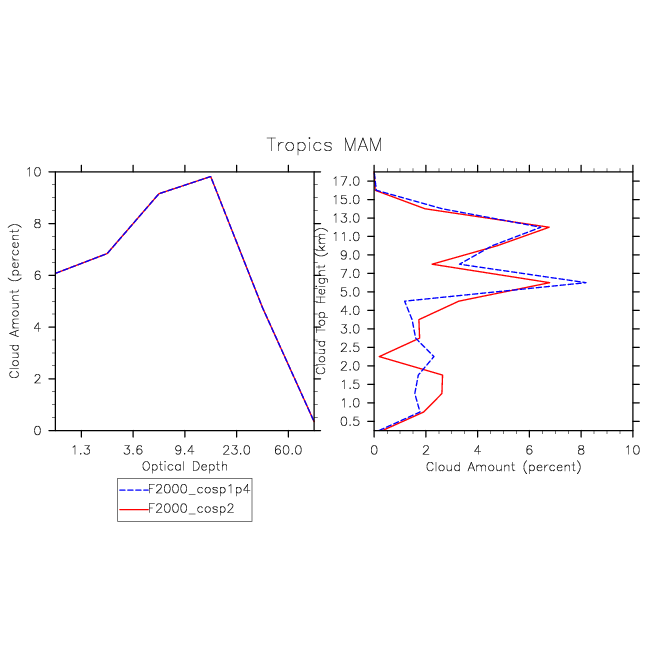 Tropics MAM
10
8
6
4
2
0
Cloud Amount (percent)
1.3 3.6 9.4 23.0 60.0
Optical Depth
17.0
15.0
13.0
11.0
9.0
7.0
5.0
4.0
3.0
2.5
2.0
1.5
1.0
0.5
Cloud Top Height (km)
0 2 4 6 8 10
Cloud Amount (percent)
F2000_cosp1p4
F2000_cosp2